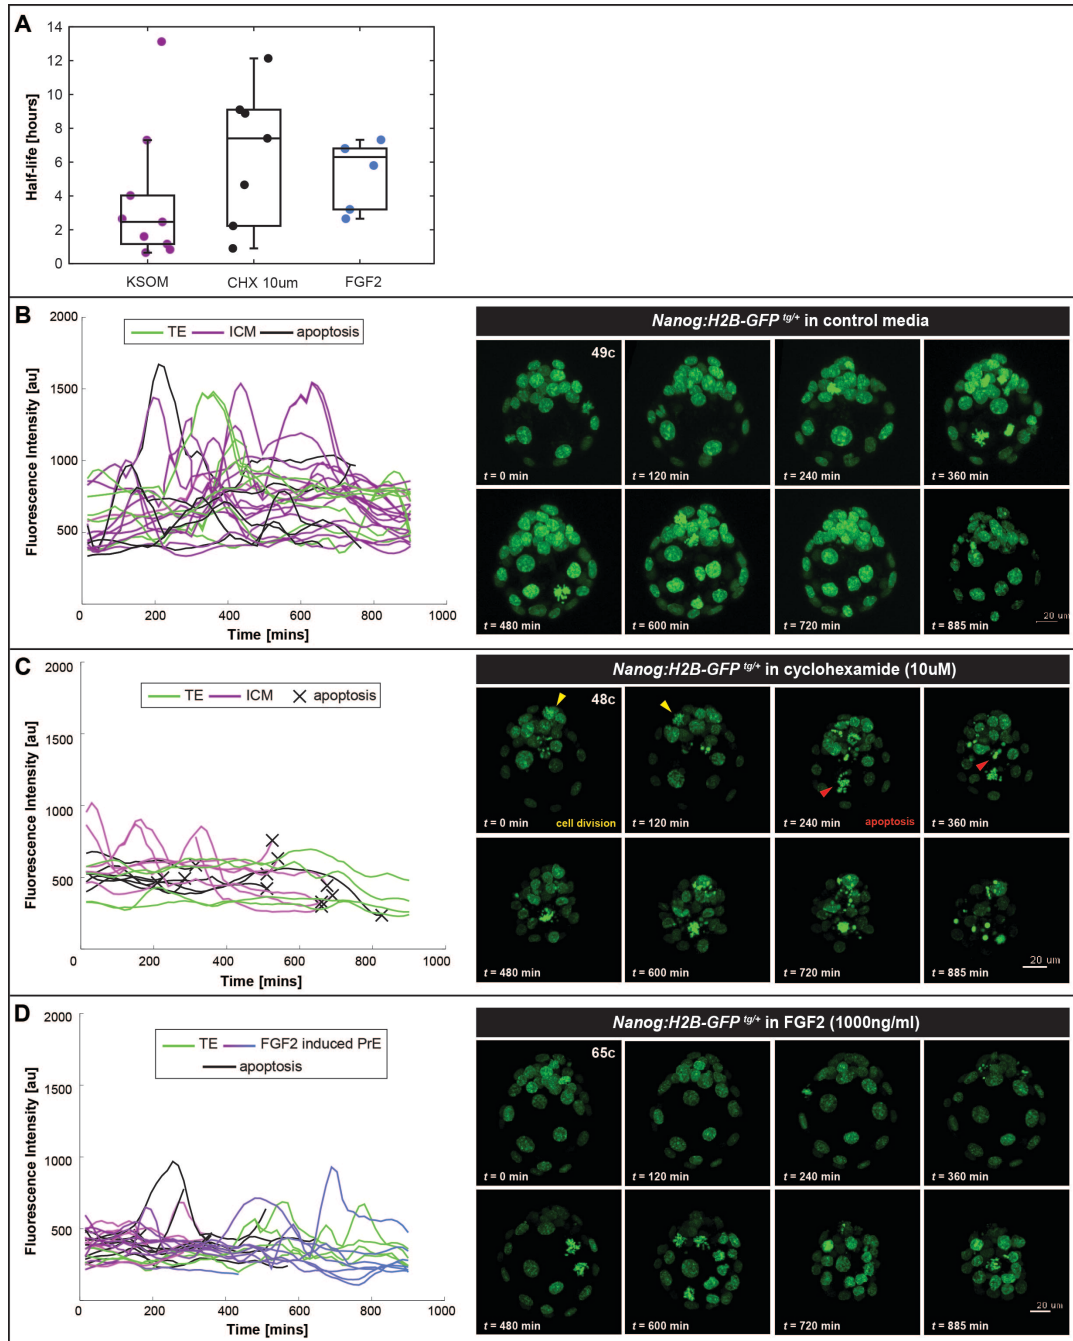 A
14
12
10
8
6
4
2
0
Half-life [hours]
KSOM
CHX 10um
FGF2
B
2000
1500
1000
500
Fluorescence Intensity [au]
TE ICM apoptosis
0 200 400 600 800 1000
Time [mins]
Nanog:H2B-GFP tg/+ in control media
49c
t = 0 min
t = 120 min
t = 240 min
t = 360 min
t = 480 min
t = 600 min
t = 720 min
t = 885 min
20 um
C
2000
1500
1000
500
Fluorescence Intensity [au]
TE ICM apoptosis
0 200 400 600 800 1000
Time [mins]
Nanog:H2B-GFP tg/+ in cyclohexamide (10uM)
48c
t = 0 min
cell division
t = 120 min
t = 240 min
apoptosis
t = 360 min
t = 480 min
t = 600 min
t = 720 min
t = 885 min
20 um
D
2000
1500
1000
500
Fluorescence Intensity [au]
TE FGF2 induced PrE
apoptosis
0 200 400 600 800 1000
Time [mins]
Nanog:H2B-GFP tg/+ in FGF2 (1000ng/ml)
65c
t = 0 min
t = 120 min
t = 240 min
t = 360 min
t = 480 min
t = 600 min
t = 720 min
t = 885 min
20 um